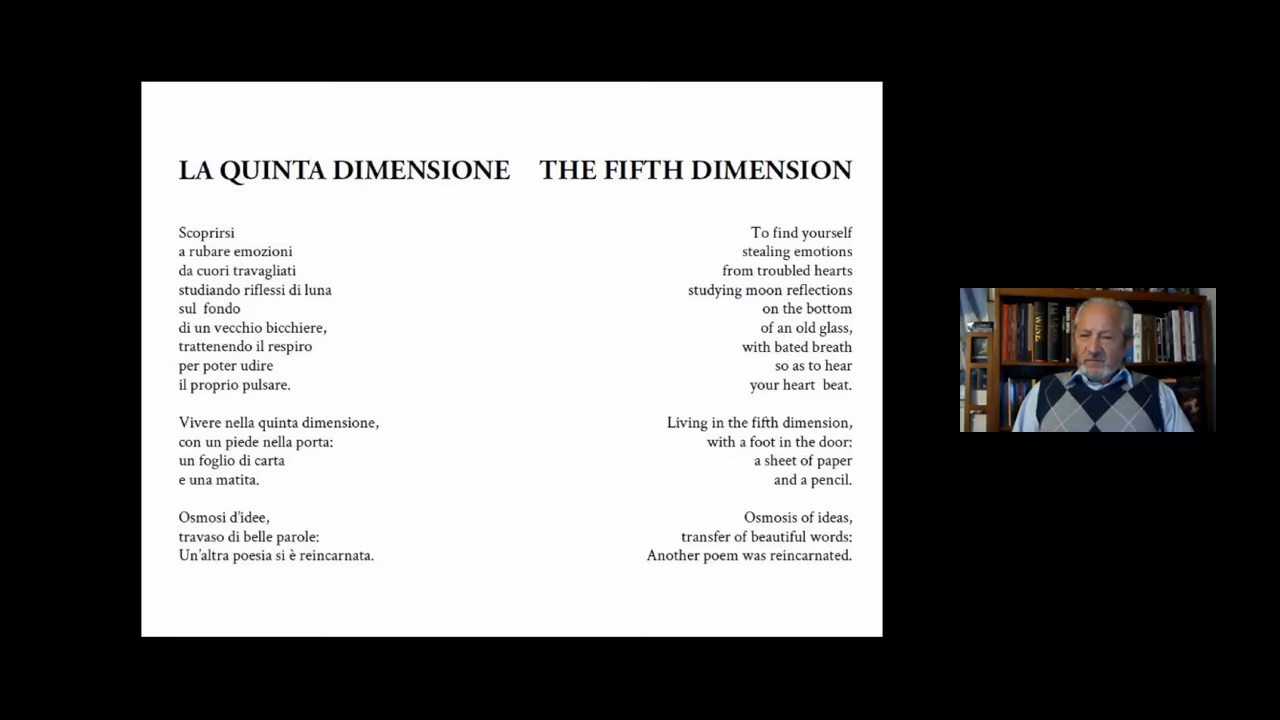 LA QUINTA DIMENSIONE
Scoprirsi
a rubare emozioni
da cuori travagliati
studiando riflessi di luna
sul  fondo
di un vecchio bicchiere,
trattenendo il respiro
per poter udire
il proprio pulsare.
Vivere nella quinta dimensione,
con un piede nella porta:
un foglio di carta
e una matita.
Osmosi d'idee,
travaso di belle parole:
Un'altra poesia si è reincarnata.
THE FIFTH DIMENSION
To find yourself
stealing emotions
from troubled hearts
studying moon reflections
on the bottom
of an old glass,
with bated breath
so as to hear
your heart  beat.
Living in the fifth dimension,
with a foot in the door:
a sheet of paper
and a pencil.
Osmosis of ideas,
transfer of beautiful words:
Another poem was reincarnated.
WINE